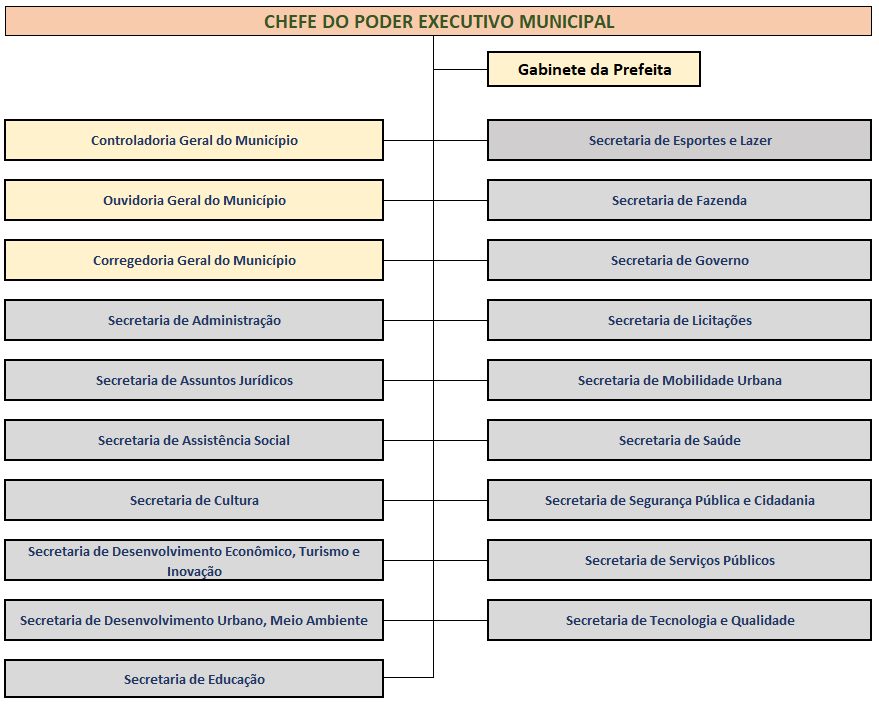 CHEFE DO PODER EXECUTIVO MUNICIPAL
Gabinete da Prefeita
Controladoria Geral do Município
Secretaria de Esportes e Lazer
Ouvidoria Geral do Município
Secretaria de Fazenda
Corregedoria Geral do Município
Secretaria de Governo
Secretaria de Administração
Secretaria de Licitações
Secretaria de Assuntos Jurídicos
Secretaria de Mobilidade Urbana
Secretaria de Assistência Social
Secretaria de Saúde
Secretaria de Cultura
Secretaria de Segurança Pública e Cidadania
Secretaria de Desenvolvimento Econômico, Turismo e
Inovação
Secretaria de Serviços Públicos
Secretaria de Desenvolvimento Urbano, Meio Ambiente
Secretaria de Tecnologia e Qualidade
Secretaria de Educação